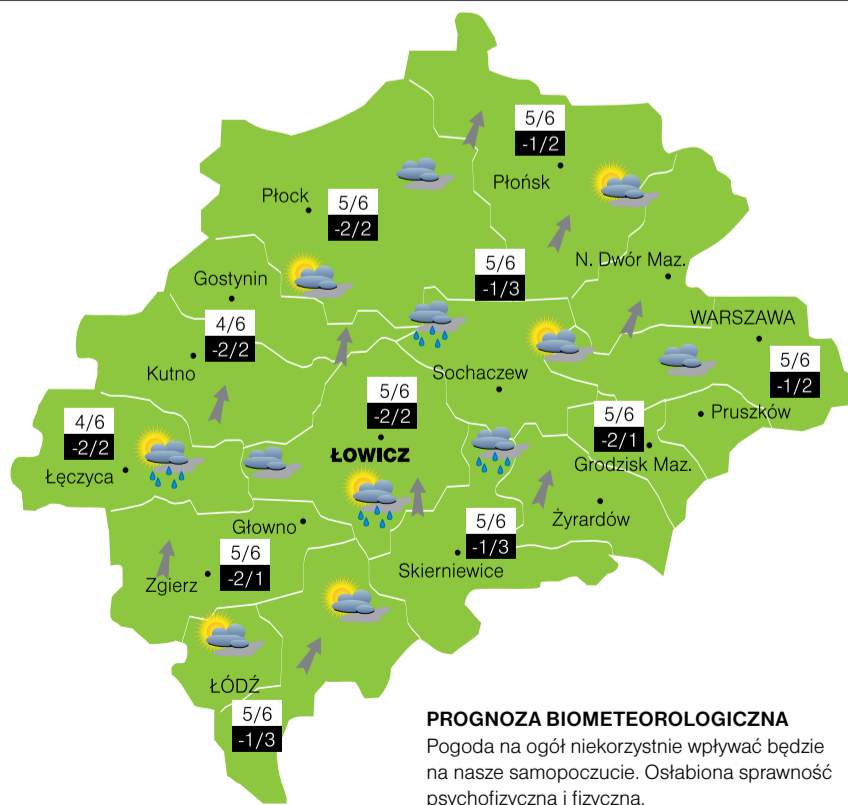 5/6
-1/2
Płońsk
Płock
5/6
-2/2
5/6
-1/3
N. Dwór Maz.
Gostynin
4/6
-2/2
Kutno
WARSZAWA
5/6
-1/2
Sochaczew
5/6
-2/2
ŁOWICZ
5/6
-2/1
Pruszków
Grodzisk Maz.
4/6
-2/2
Łęczyca
Głowno
Żyrardów
5/6
-1/3
Skierniewice
5/6
-2/1
Zgierz
ŁÓDŹ
5/6
-1/3
PROGNOZA BIOMETEOROLOGICZNA
Pogoda na ogół niekorzystnie wpływać będzie
na nasze samopoczucie. Osłabiona sprawność
psychofizyczna i fizyczna.